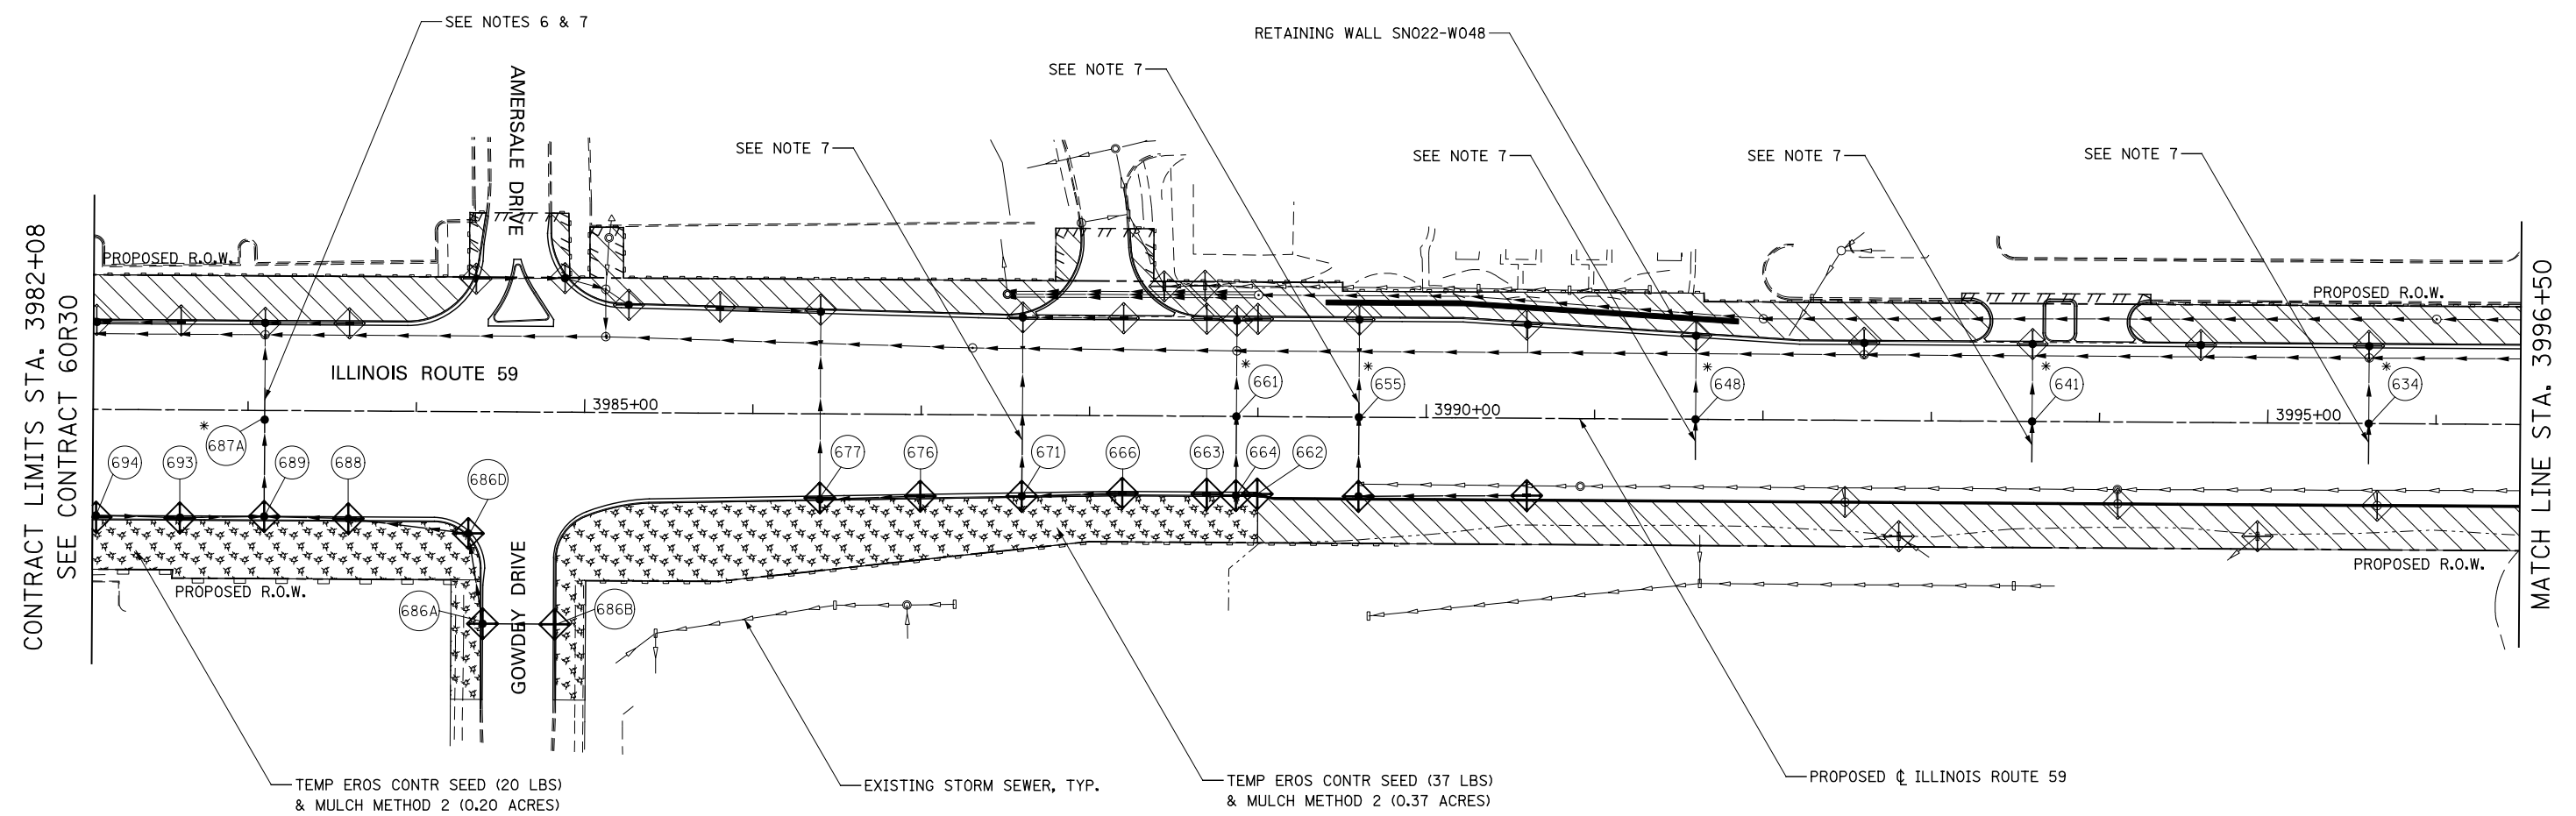 SEE NOTES 6 & 7
RETAINING WALL SN022-W048
SEE NOTE 7
AMERSALE DRIVE
SEE NOTE 7
SEE NOTE 7
SEE NOTE 7
SEE NOTE 7
CONTRACT LIMITS STA. 3982+08
SEE CONTRACT 60R30
PROPOSED R.O.W.
PROPOSED R.O.W.
MATCH LINE STA. 3996+50
ILLINOIS ROUTE 59
* 661
* 655
* 648
* 641
* 634
3985+00
3990+00
3995+00
* 687A
694
693
689
688
686D
677
676
671
666
663
664
662
PROPOSED R.O.W.
PROPOSED R.O.W.
686A
686B
GOWDEY DRIVE
TEMP EROS CONTR SEED (20 LBS)
& MULCH METHOD 2 (0.20 ACRES)
EXISTING STORM SEWER, TYP.
TEMP EROS CONTR SEED (37 LBS)
& MULCH METHOD 2 (0.37 ACRES)
PROPOSED ℄ ILLINOIS ROUTE 59